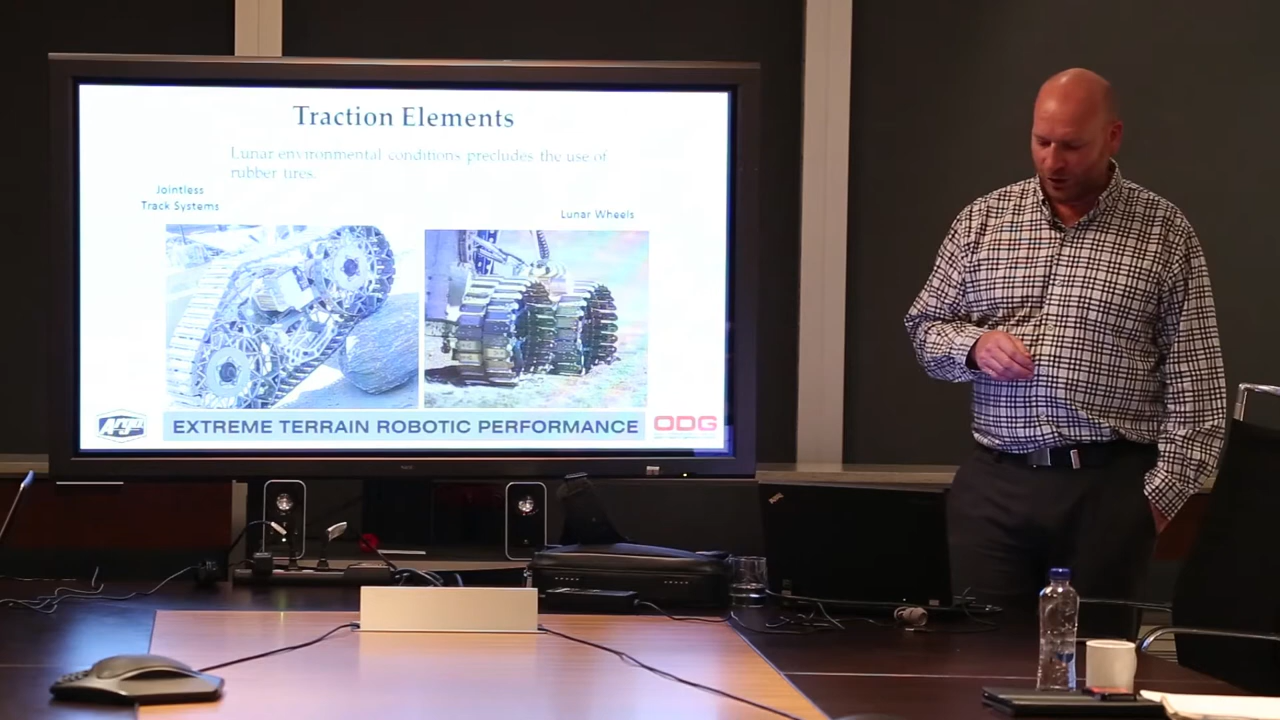 Traction Elements
Lunar environmental conditions precludes the use of
rubber tires.
Jointless
Track Systems
Lunar Wheels
Argo
EXTREME TERRAIN ROBOTIC PERFORMANCE
ODG